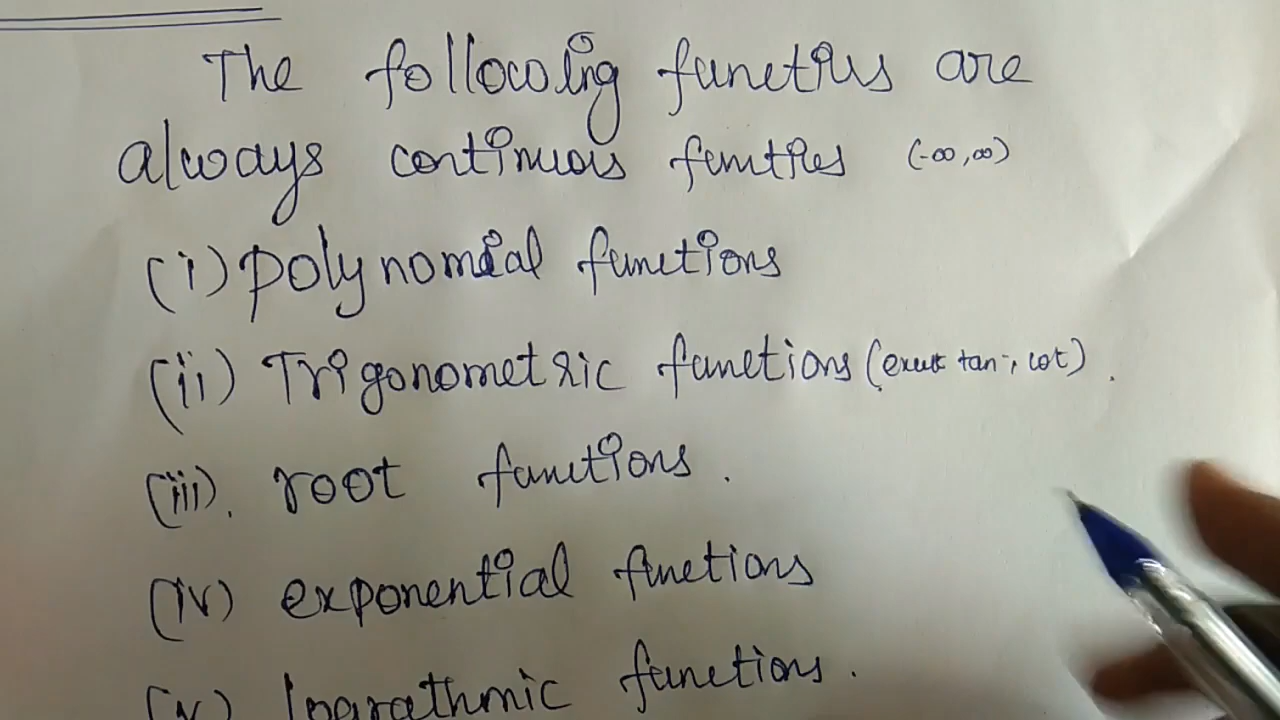 The following functions are
always continuous functions (-∞,∞)
(i) polynomial functions
(ii) Trigonometric functions (except tan, cot).
(iii). root functions.
(iv) exponential functions
(v) logarathmic functions.